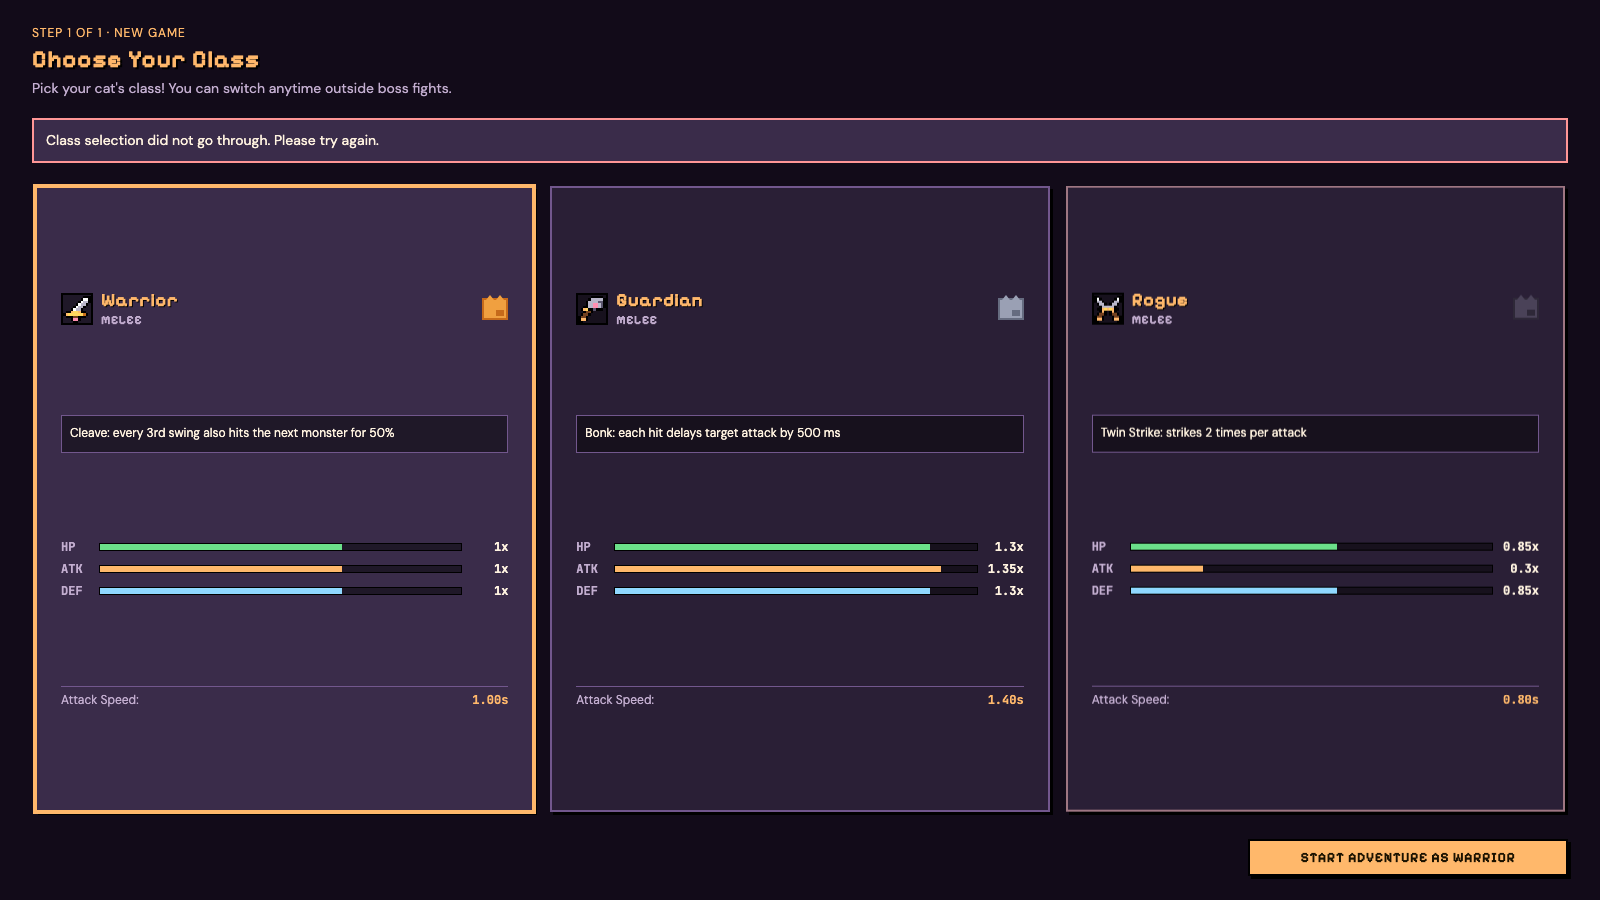 STEP 1 OF 1 · NEW GAME
Choose Your Class
Pick your cat's class! You can switch anytime outside boss fights.
Class selection did not go through. Please try again.
Warrior
MELEE
Cleave: every 3rd swing also hits the next monster for 50%
HP 1x
ATK 1x
DEF 1x
Attack Speed: 1.00s
Guardian
MELEE
Bonk: each hit delays target attack by 500 ms
HP 1.3x
ATK 1.35x
DEF 1.3x
Attack Speed: 1.40s
Rogue
MELEE
Twin Strike: strikes 2 times per attack
HP 0.85x
ATK 0.3x
DEF 0.85x
Attack Speed: 0.80s
START ADVENTURE AS WARRIOR